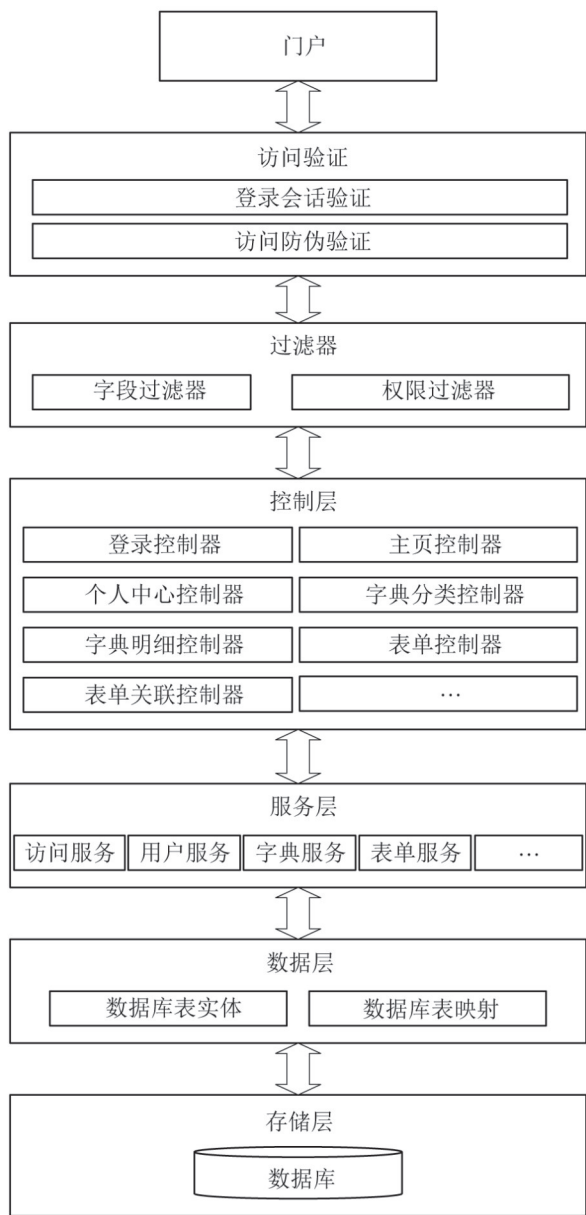 门户
访问验证
登录会话验证
访问防伪验证
过滤器
字段过滤器 权限过滤器
控制层
登录控制器 主页控制器
个人中心控制器 字典分类控制器
字典明细控制器 表单控制器
表单关联控制器 …
服务层
访问服务 用户服务 字典服务 表单服务 …
数据层
数据库表实体 数据库表映射
存储层
数据库